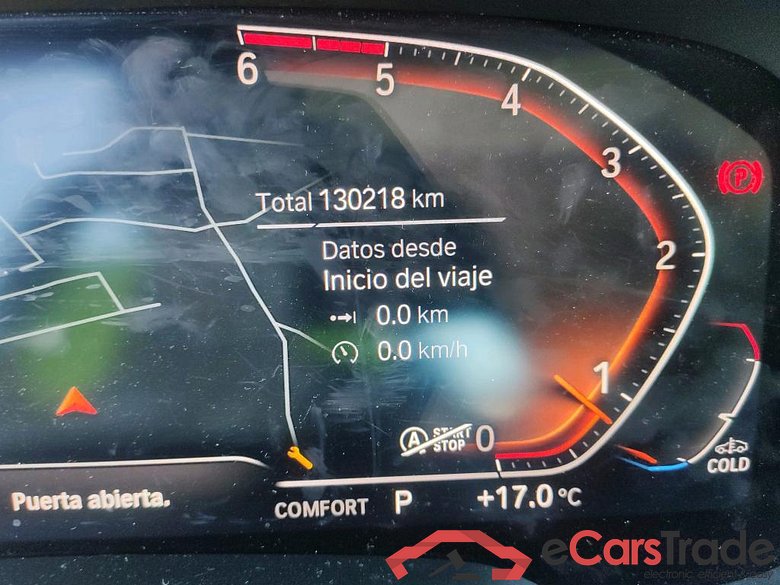 6
5
4
3
2
1
0
Total 130218 km
Datos desde
Inicio del viaje
0.0 km
0.0 km/h
A START
STOP
P
COLD
Puerta abierta.
COMFORT P +17.0 °C
eCarsTrade